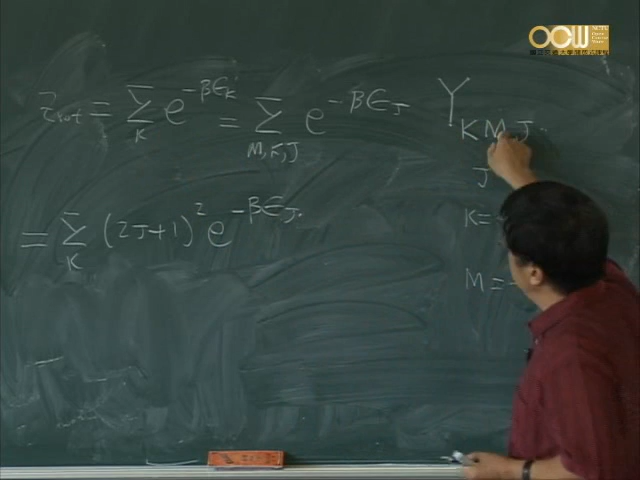 OCW
Z_rot = Σ_K e^{-βϵ_K} = Σ_{M,K,J} e^{-βϵ_J}
= Σ_K (2J+1)^2 e^{-βϵ_J}
Y_{KMJ}
J
K = -
M = -